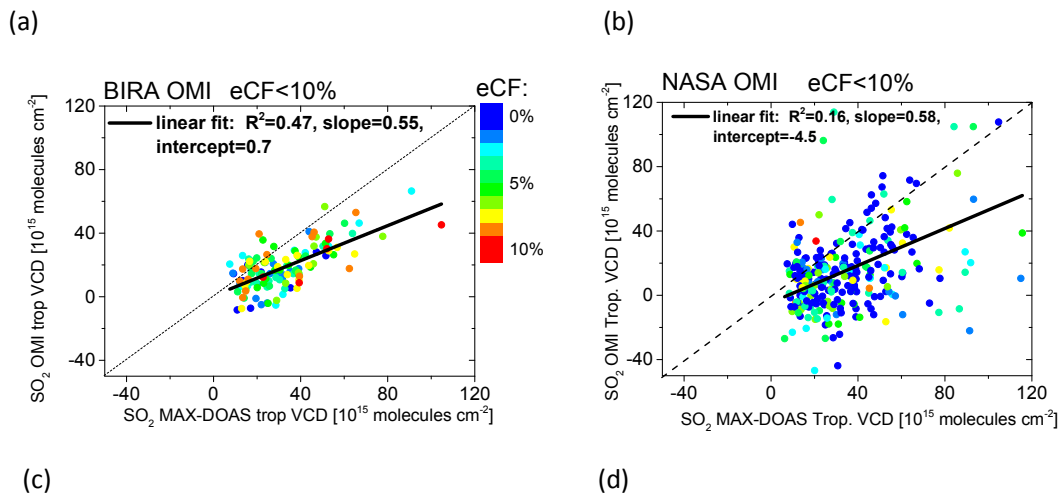 (a)
(b)
BIRA OMI eCF<10%
linear fit: R²=0.47, slope=0.55,
intercept=0.7
eCF:
0%
5%
10%
120
80
40
0
-40
-40 0 40 80 120
SO₂ OMI trop VCD [10¹⁵ molecules cm⁻²]
SO₂ MAX-DOAS trop VCD [10¹⁵ molecules cm⁻²]
NASA OMI eCF<10%
linear fit: R²=0.16, slope=0.58,
intercept=-4.5
120
80
40
0
-40
-40 0 40 80 120
SO₂ OMI Trop. VCD [10¹⁵ molecules cm⁻²]
SO₂ MAX-DOAS Trop. VCD [10¹⁵ molecules cm⁻²]
(c)
(d)